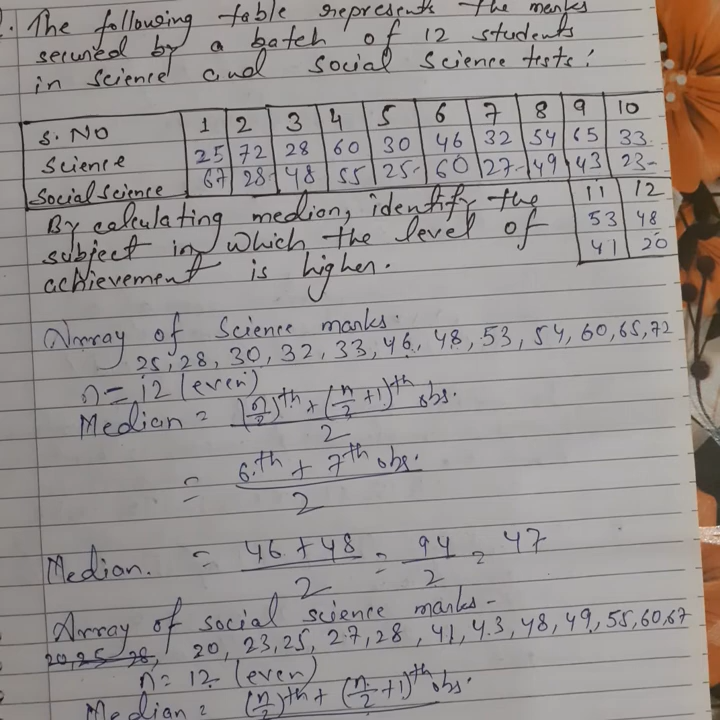 . The following table represents the marks
secured by a batch of 12 students
in science and social science tests:
S.NO 1 2 3 4 5 6 7 8 9 10
Science 25 72 28 60 30 46 32 54 65 33
Social science 67 28 48 55 25 60 27 49 43 23
11 12
53 48
41 20
By calculating median, identify the
subject in which the level of
achievement is higher.
Array of Science marks.
25, 28, 30, 32, 33, 46, 48, 53, 54, 60, 65, 72
n = 12 (even)
Median = (n/2)th + (n/2 + 1)th obs.
2
= 6th + 7th obs.
2
Median. = 46 + 48 = 94 = 47
2 2
Array of social science marks -
20, 25, 28, 20, 23, 25, 27, 28, 41, 43, 48, 49, 55, 60, 67
n = 12 (even)
Median = (n/2)th + (n/2 + 1)th obs.